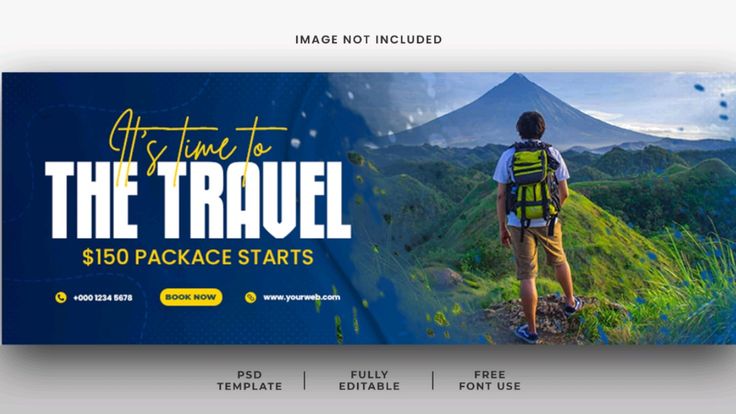 IMAGE NOT INCLUDED
It's time to
THE TRAVEL
$150 PACKACE STARTS
+000 1234 5678
BOOK NOW
www.yourweb.com
PSD
TEMPLATE
FULLY
EDITABLE
FREE
FONT USE